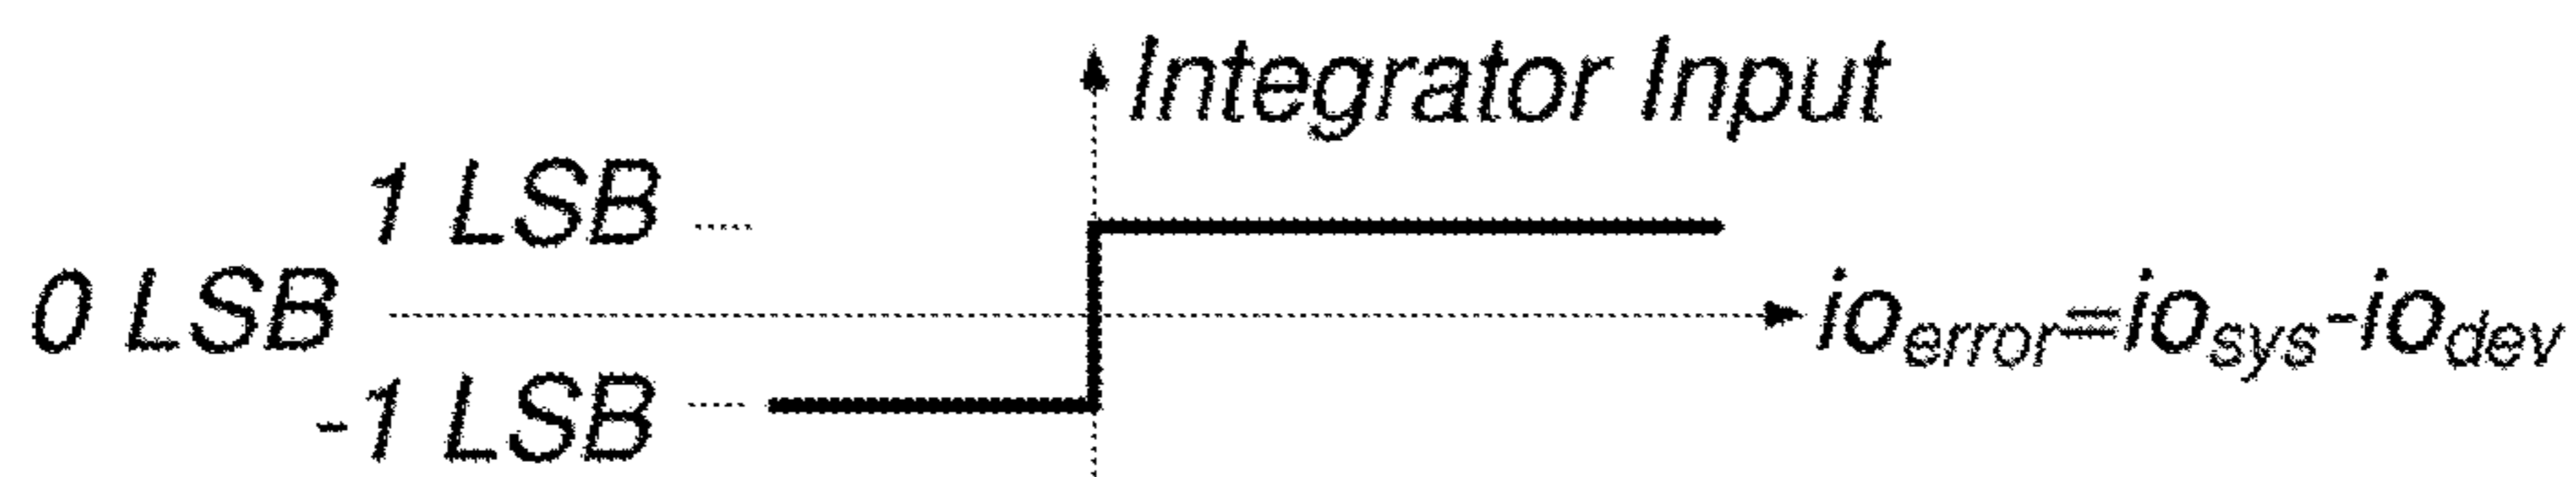 Integrator Input
1 LSB
0 LSB
io_error=io_sys-io_dev
-1 LSB